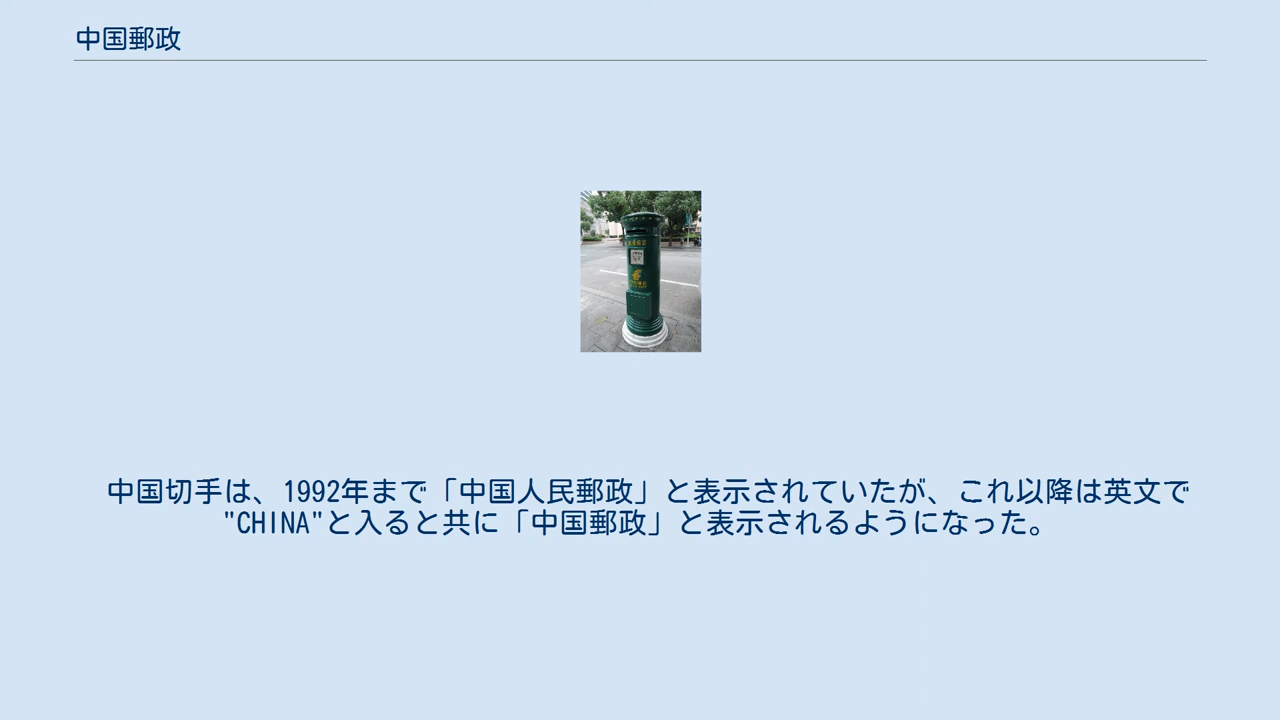 中国郵政
中国切手は、1992年まで「中国人民郵政」と表示されていたが、これ以降は英文で
"CHINA"と入ると共に「中国郵政」と表示されるようになった。